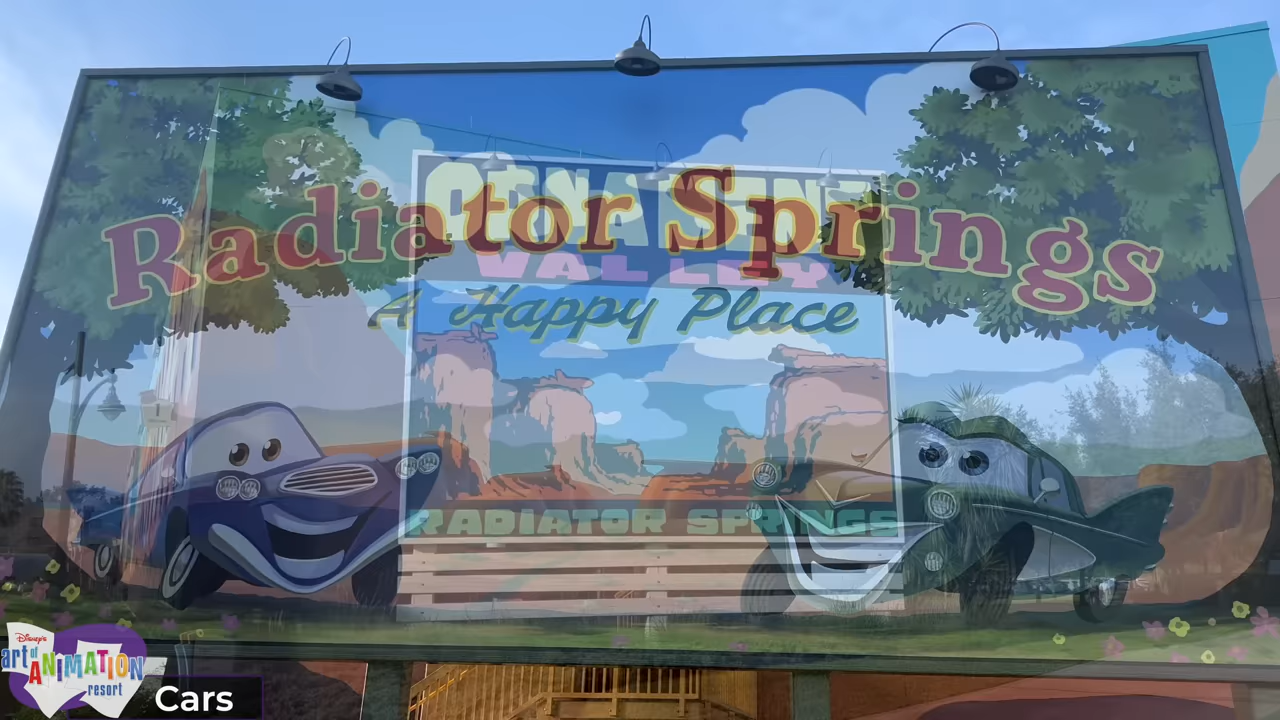 Radiator Springs
VALLEY
A Happy Place
RADIATOR SPRINGS
Disney's
art of
ANIMATION
resort
Cars